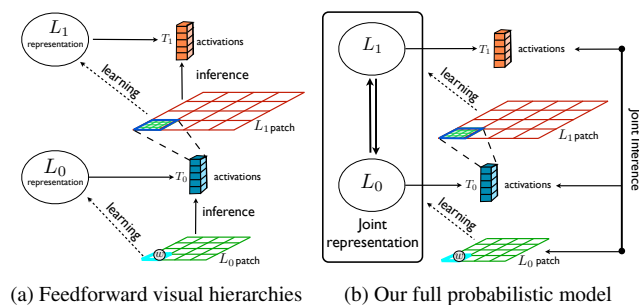 L1
representation
T1
activations
inference
learning
L1 patch
L0
representation
T0
activations
inference
learning
w
L0 patch
(a) Feedforward visual hierarchies
L1
T1
activations
learning
L1 patch
L0
T0
activations
Joint
representation
learning
w
L0 patch
Joint Inference
(b) Our full probabilistic model